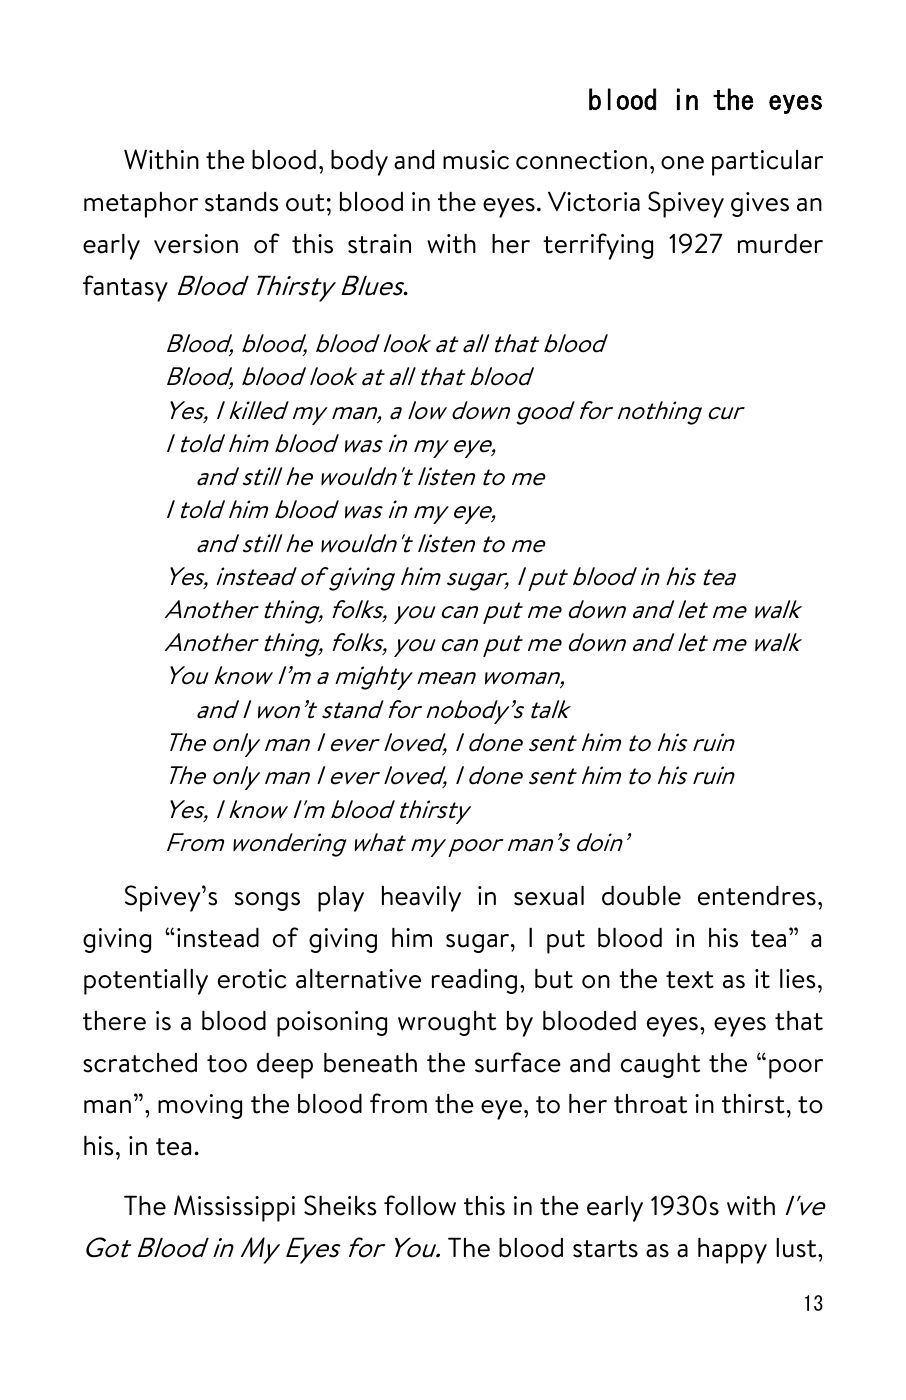 blood in the eyes
Within the blood, body and music connection, one particular
metaphor stands out; blood in the eyes. Victoria Spivey gives an
early version of this strain with her terrifying 1927 murder
fantasy Blood Thirsty Blues.
Blood, blood, blood look at all that blood
Blood, blood look at all that blood
Yes, I killed my man, a low down good for nothing cur
I told him blood was in my eye,
and still he wouldn't listen to me
I told him blood was in my eye,
and still he wouldn't listen to me
Yes, instead of giving him sugar, I put blood in his tea
Another thing, folks, you can put me down and let me walk
Another thing, folks, you can put me down and let me walk
You know I’m a mighty mean woman,
and I won’t stand for nobody’s talk
The only man I ever loved, I done sent him to his ruin
The only man I ever loved, I done sent him to his ruin
Yes, I know I'm blood thirsty
From wondering what my poor man’s doin’
Spivey’s songs play heavily in sexual double entendres,
giving “instead of giving him sugar, I put blood in his tea” a
potentially erotic alternative reading, but on the text as it lies,
there is a blood poisoning wrought by blooded eyes, eyes that
scratched too deep beneath the surface and caught the “poor
man”, moving the blood from the eye, to her throat in thirst, to
his, in tea.
The Mississippi Sheiks follow this in the early 1930s with I've
Got Blood in My Eyes for You. The blood starts as a happy lust,
13